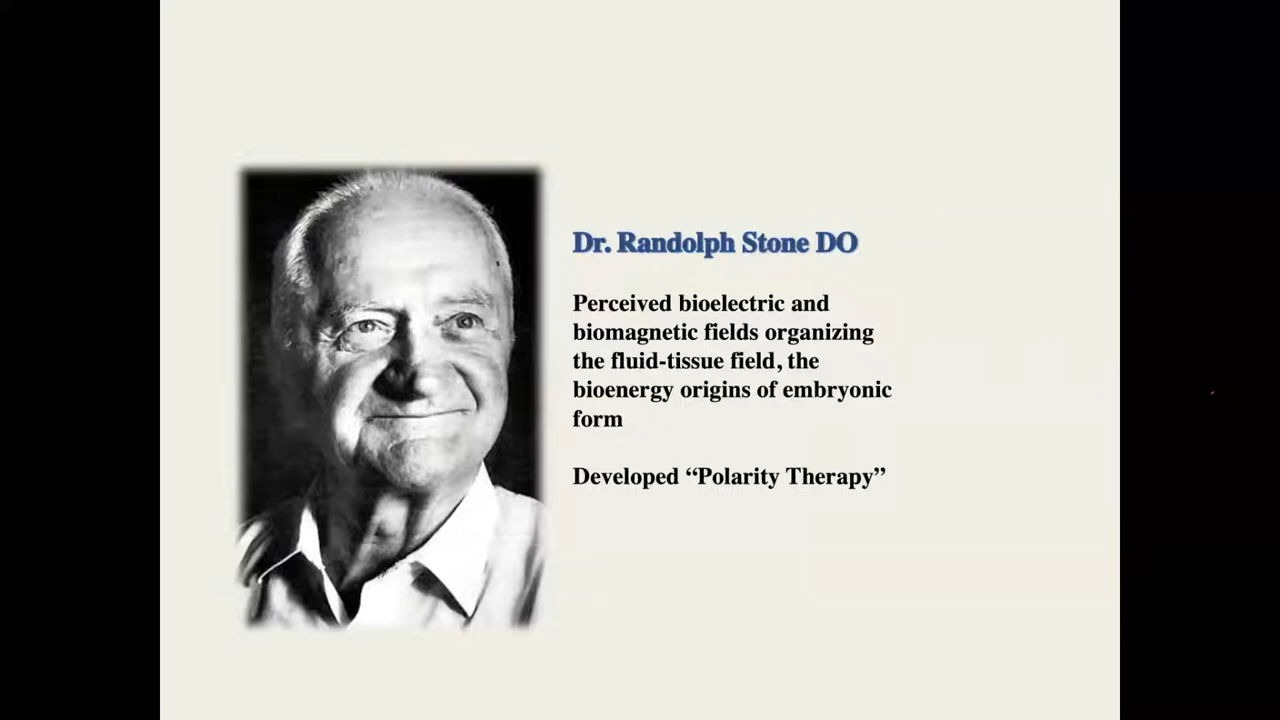 Dr. Randolph Stone DO
Perceived bioelectric and
biomagnetic fields organizing
the fluid-tissue field, the
bioenergy origins of embryonic
form
Developed “Polarity Therapy”